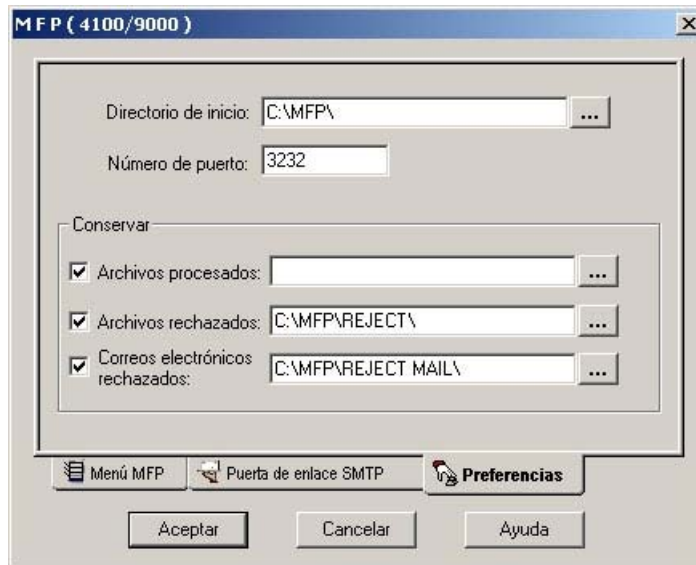 M F P ( 4100/9000 )
Directorio de inicio: C:\MFP\ ...
Número de puerto: 3232
Conservar
Archivos procesados: ...
Archivos rechazados: C:\MFP\REJECT\ ...
Correos electrónicos
rechazados: C:\MFP\REJECT MAIL\ ...
Menú MFP Puerta de enlace SMTP Preferencias
Aceptar Cancelar Ayuda